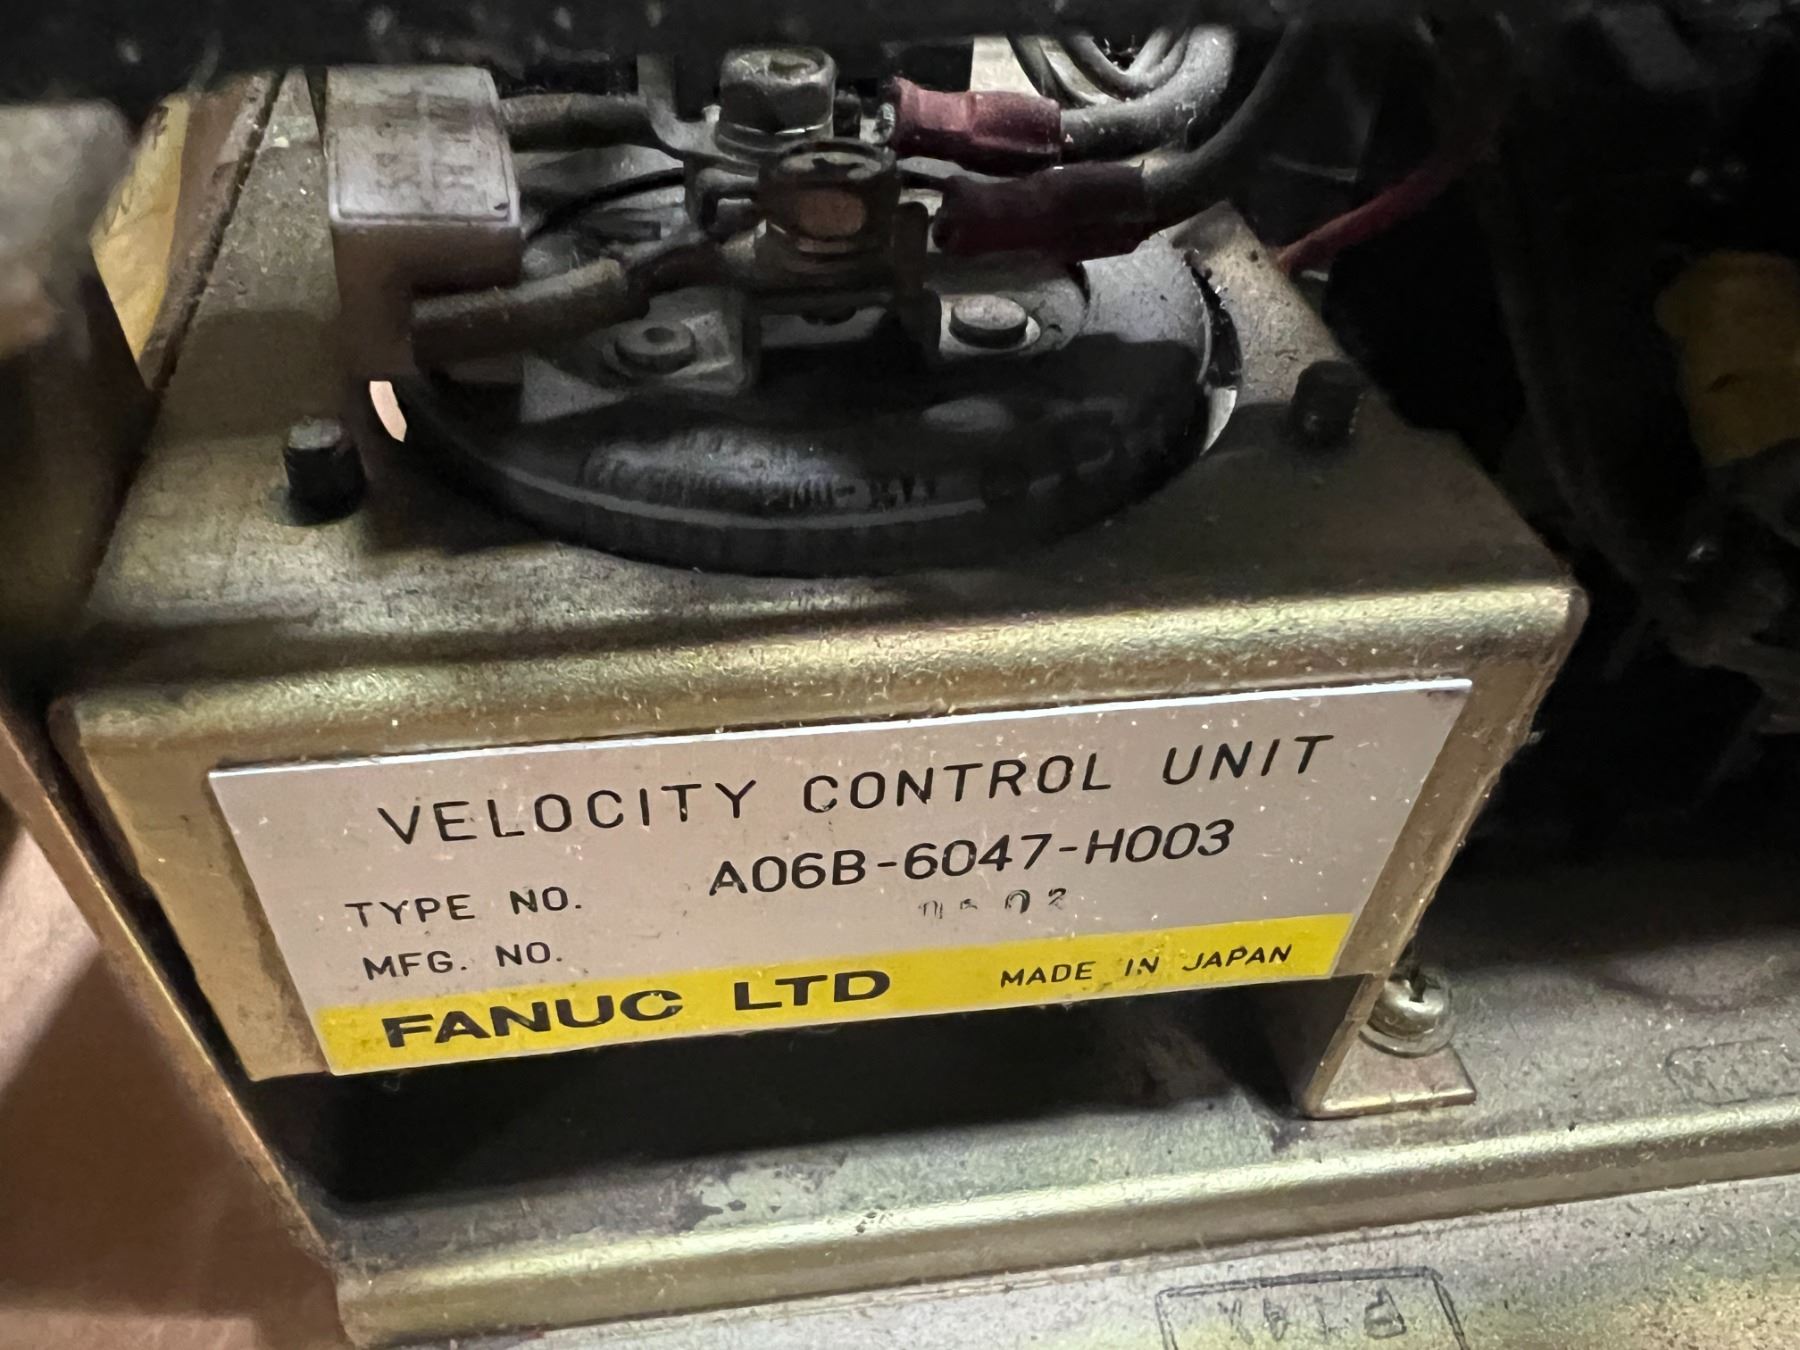 VELOCITY CONTROL UNIT
TYPE NO. A06B-6047-H003
MFG. NO.
FANUC LTD MADE IN JAPAN